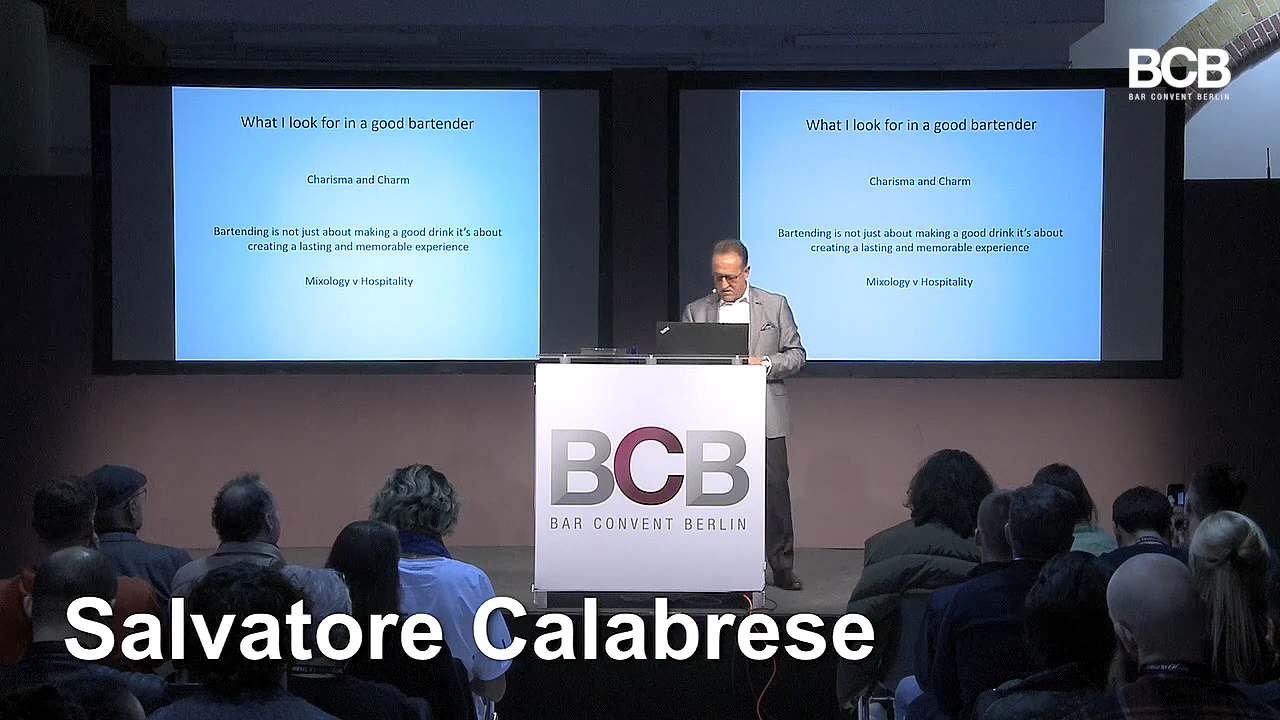 BCB
BAR CONVENT BERLIN
What I look for in a good bartender
Charisma and Charm
Bartending is not just about making a good drink it's about
creating a lasting and memorable experience
Mixology v Hospitality
What I look for in a good bartender
Charisma and Charm
Bartending is not just about making a good drink it's about
creating a lasting and memorable experience
Mixology v Hospitality
BCB
BAR CONVENT BERLIN
Salvatore Calabrese